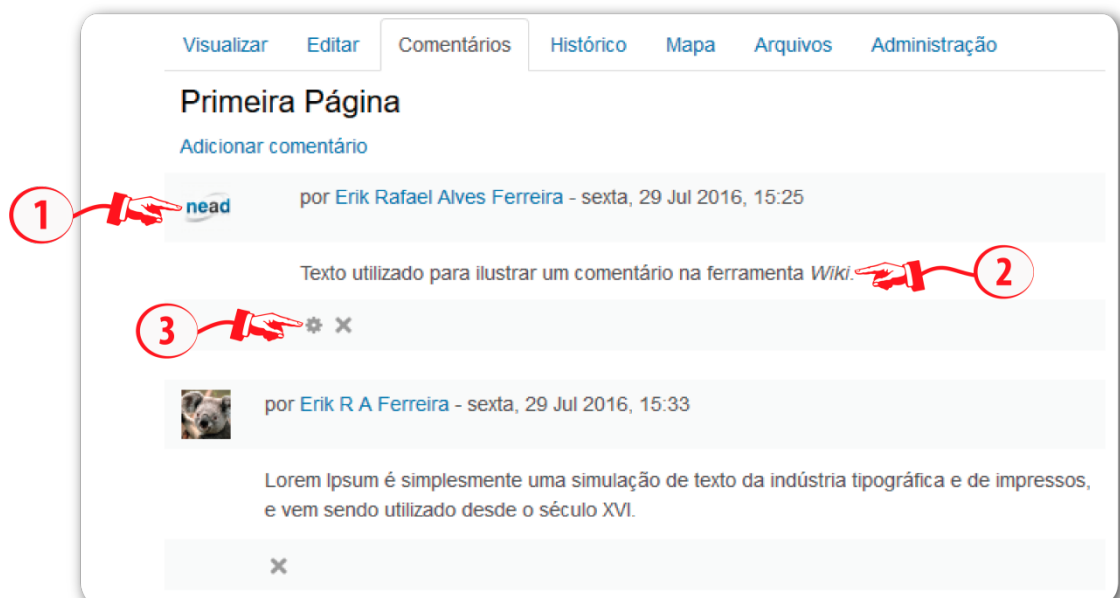 Visualizar Editar Comentários Histórico Mapa Arquivos Administração
Primeira Página
Adicionar comentário
1 nead por Erik Rafael Alves Ferreira - sexta, 29 Jul 2016, 15:25
Texto utilizado para ilustrar um comentário na ferramenta Wiki. 2
3
por Erik R A Ferreira - sexta, 29 Jul 2016, 15:33
Lorem Ipsum é simplesmente uma simulação de texto da indústria tipográfica e de impressos,
e vem sendo utilizado desde o século XVI.